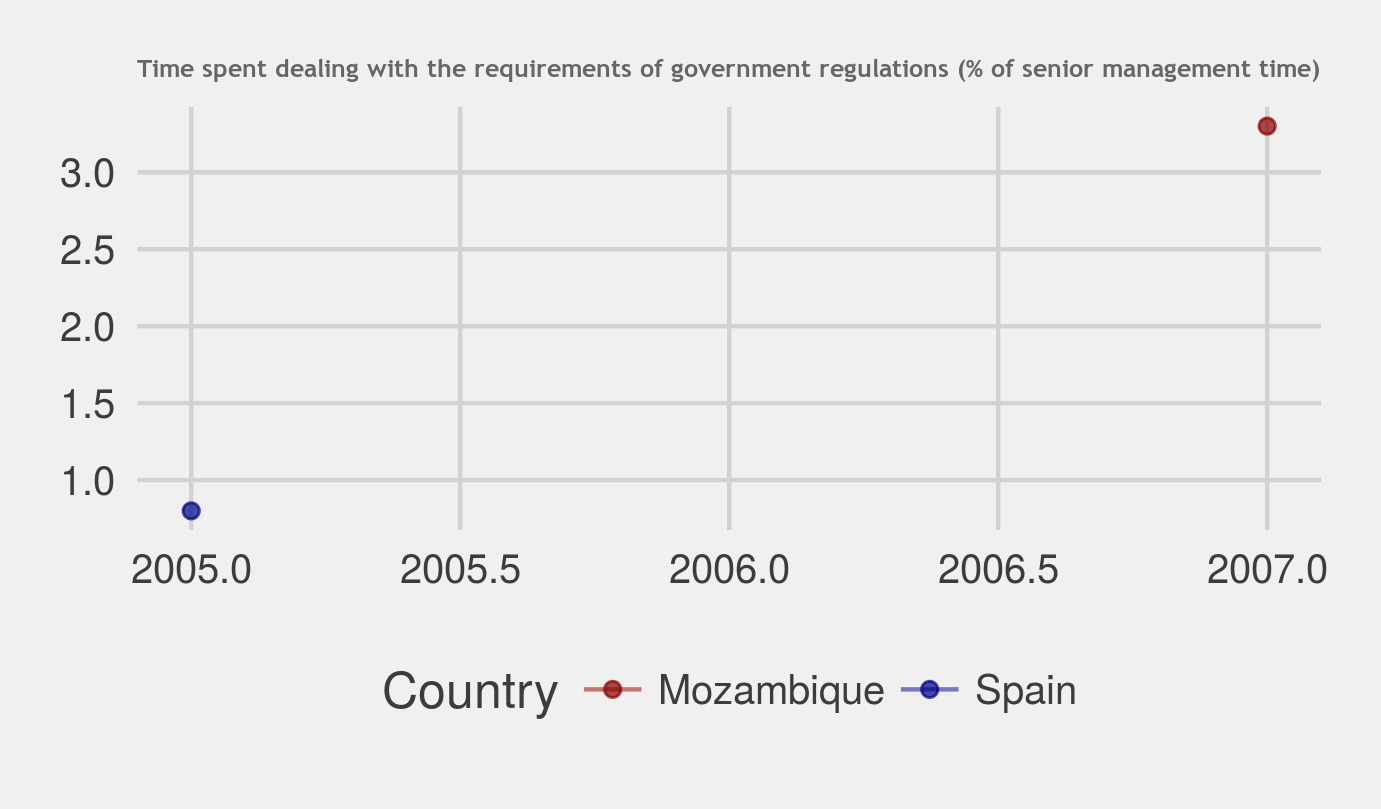 Time spent dealing with the requirements of government regulations (% of senior management time)
3.0
2.5
2.0
1.5
1.0
2005.0 2005.5 2006.0 2006.5 2007.0
Country Mozambique Spain